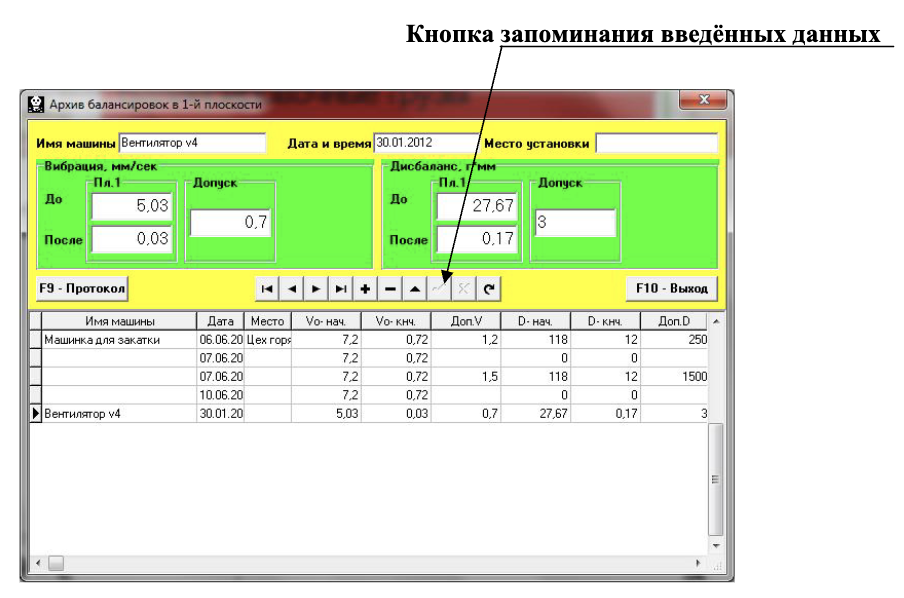 Кнопка запоминания введённых данных
Архив балансировок в 1-й плоскости
Имя машины Вентилятор v4 Дата и время 30.01.2012 Место установки
Вибрация, мм/сек Дисбаланс, г*мм
Пл.1 Допуск Пл.1 Допуск
До 5,03 До 27,67
0,7 3
После 0,03 После 0,17
F9 - Протокол F10 - Выход
Имя машины Дата Место Vo- нач. Vo- кнч. Доп.V D- нач. D- кнч. Доп.D
Машинка для закатки 06.06.20 Цех горя 7,2 0,72 1,2 118 12 250
07.06.20 7,2 0,72 0 0
07.06.20 7,2 0,72 1,5 118 12 1500
10.06.20 7,2 0,72 0 0
Вентилятор v4 30.01.20 5,03 0,03 0,7 27,67 0,17 3